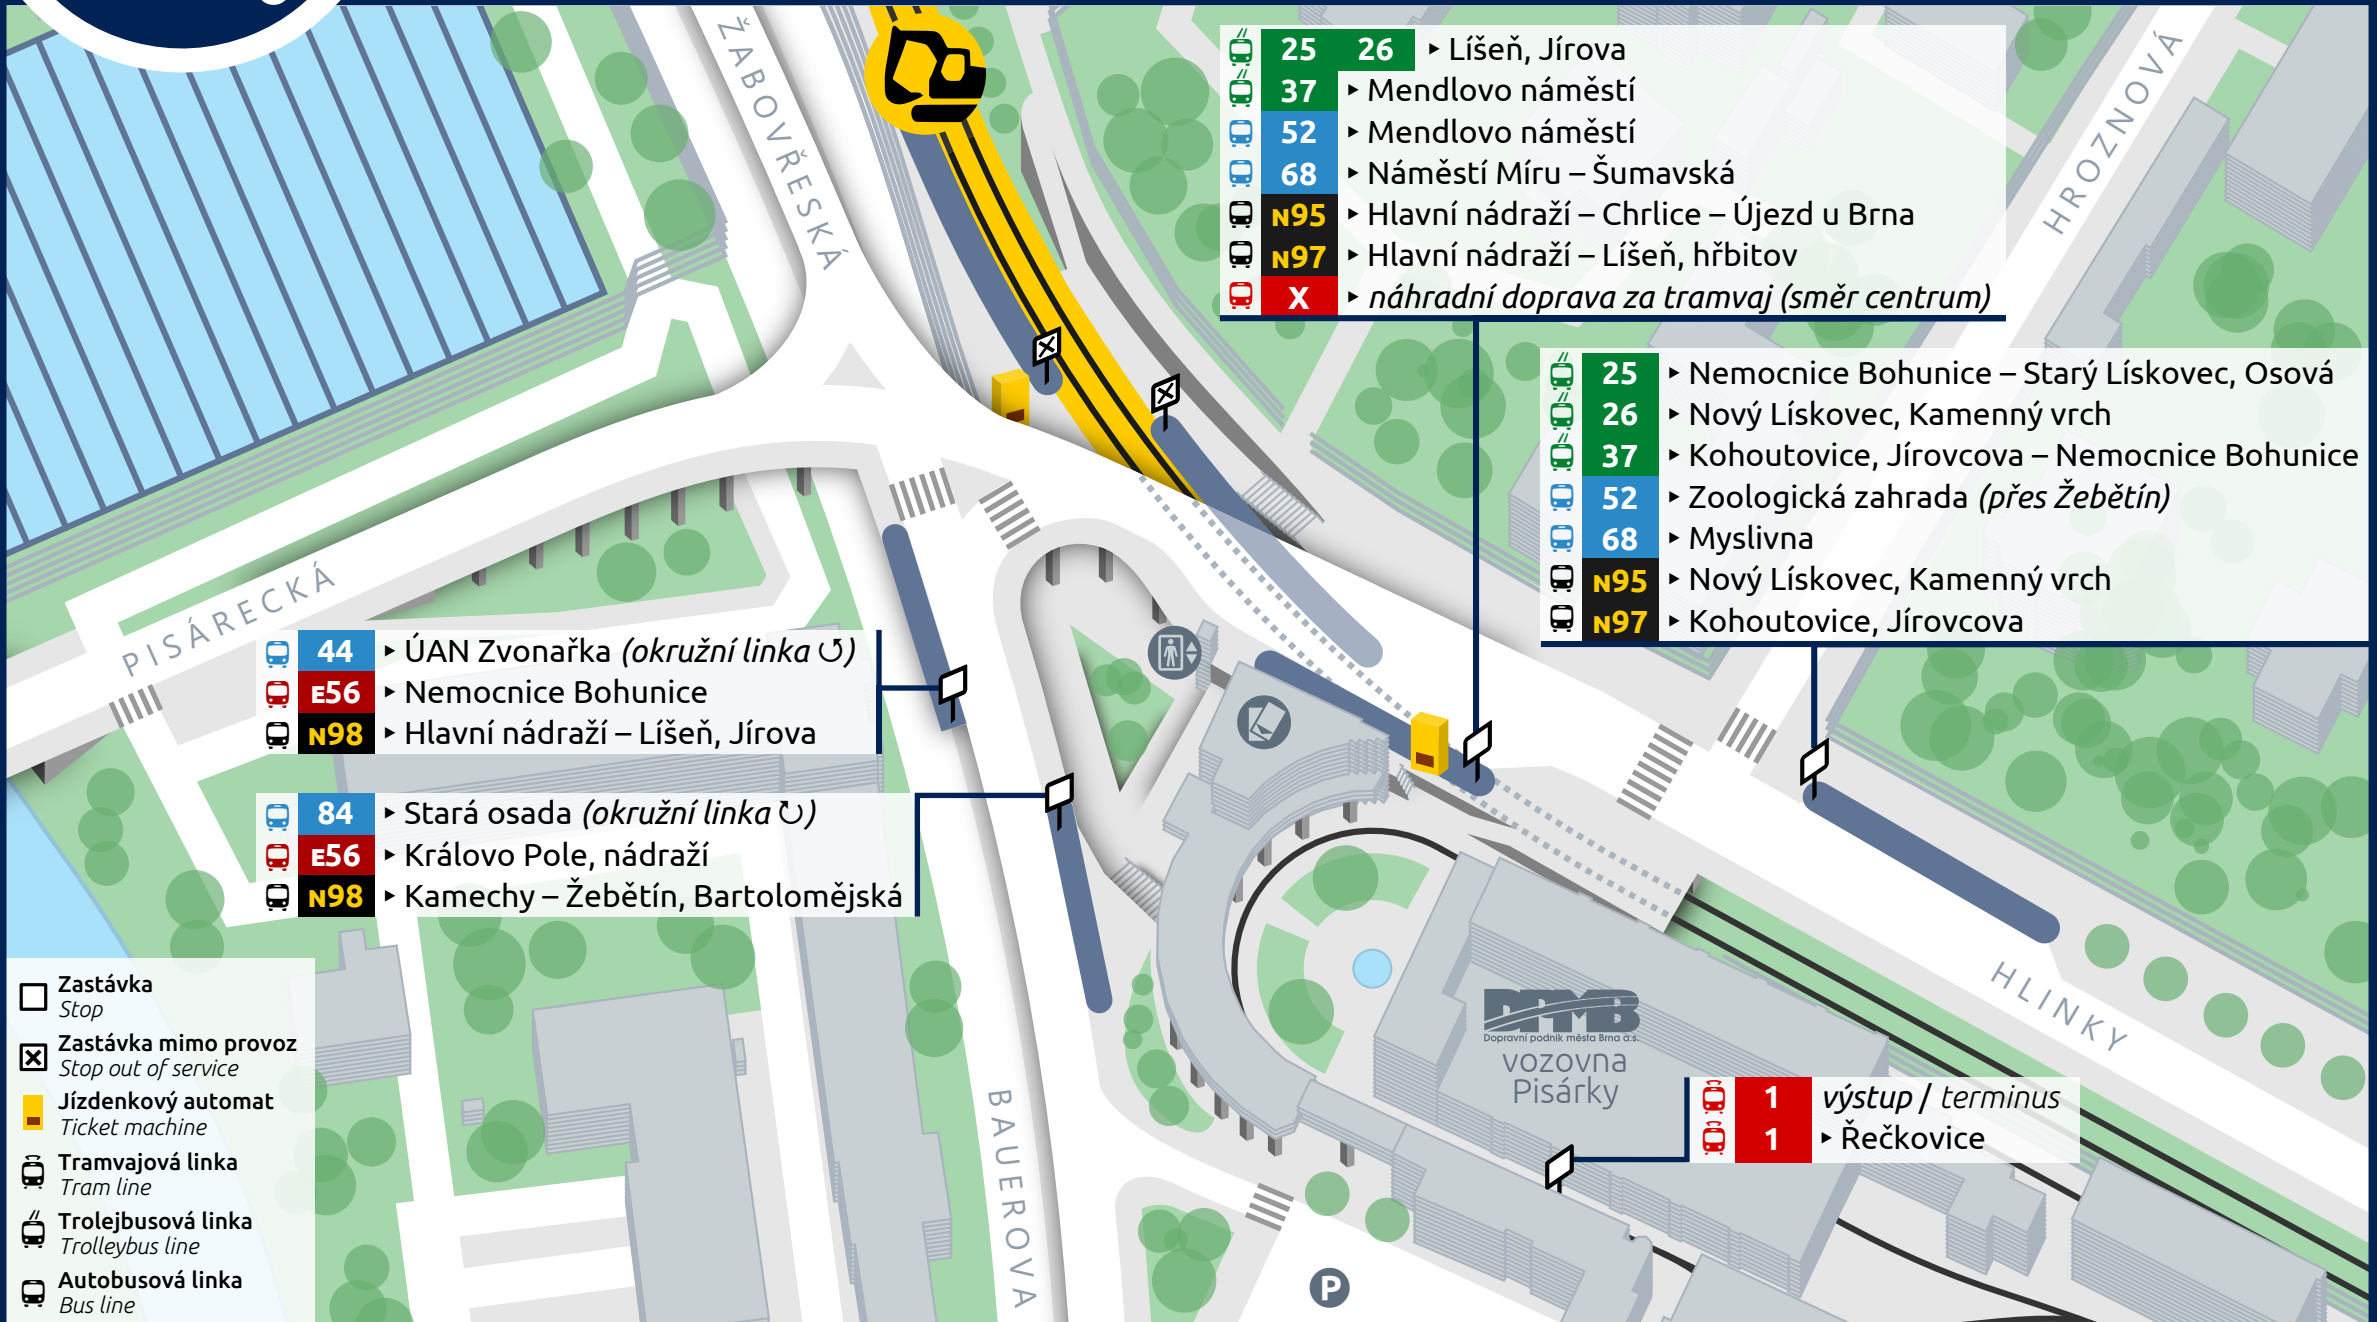 ŽABOVŘESKÁ
HROZNOVÁ
25 26 ▸ Líšeň, Jírova
37 ▸ Mendlovo náměstí
52 ▸ Mendlovo náměstí
68 ▸ Náměstí Míru – Šumavská
N95 ▸ Hlavní nádraží – Chrlice – Újezd u Brna
N97 ▸ Hlavní nádraží – Líšeň, hřbitov
X ▸ náhradní doprava za tramvaj (směr centrum)
25 ▸ Nemocnice Bohunice – Starý Lískovec, Osová
26 ▸ Nový Lískovec, Kamenný vrch
37 ▸ Kohoutovice, Jírovcova – Nemocnice Bohunice
52 ▸ Zoologická zahrada (přes Žebětín)
68 ▸ Myslivna
N95 ▸ Nový Lískovec, Kamenný vrch
N97 ▸ Kohoutovice, Jírovcova
PISÁRECKÁ
44 ▸ ÚAN Zvonařka (okružní linka ↺)
E56 ▸ Nemocnice Bohunice
N98 ▸ Hlavní nádraží – Líšeň, Jírova
84 ▸ Stará osada (okružní linka ↻)
E56 ▸ Královo Pole, nádraží
N98 ▸ Kamechy – Žebětín, Bartolomějská
HLINKY
BAUEROVA
DPMB
Dopravní podnik města Brna a.s.
vozovna
Pisárky
1 výstup / terminus
1 ▸ Řečkovice
P
Zastávka
Stop
Zastávka mimo provoz
Stop out of service
Jízdenkový automat
Ticket machine
Tramvajová linka
Tram line
Trolejbusová linka
Trolleybus line
Autobusová linka
Bus line